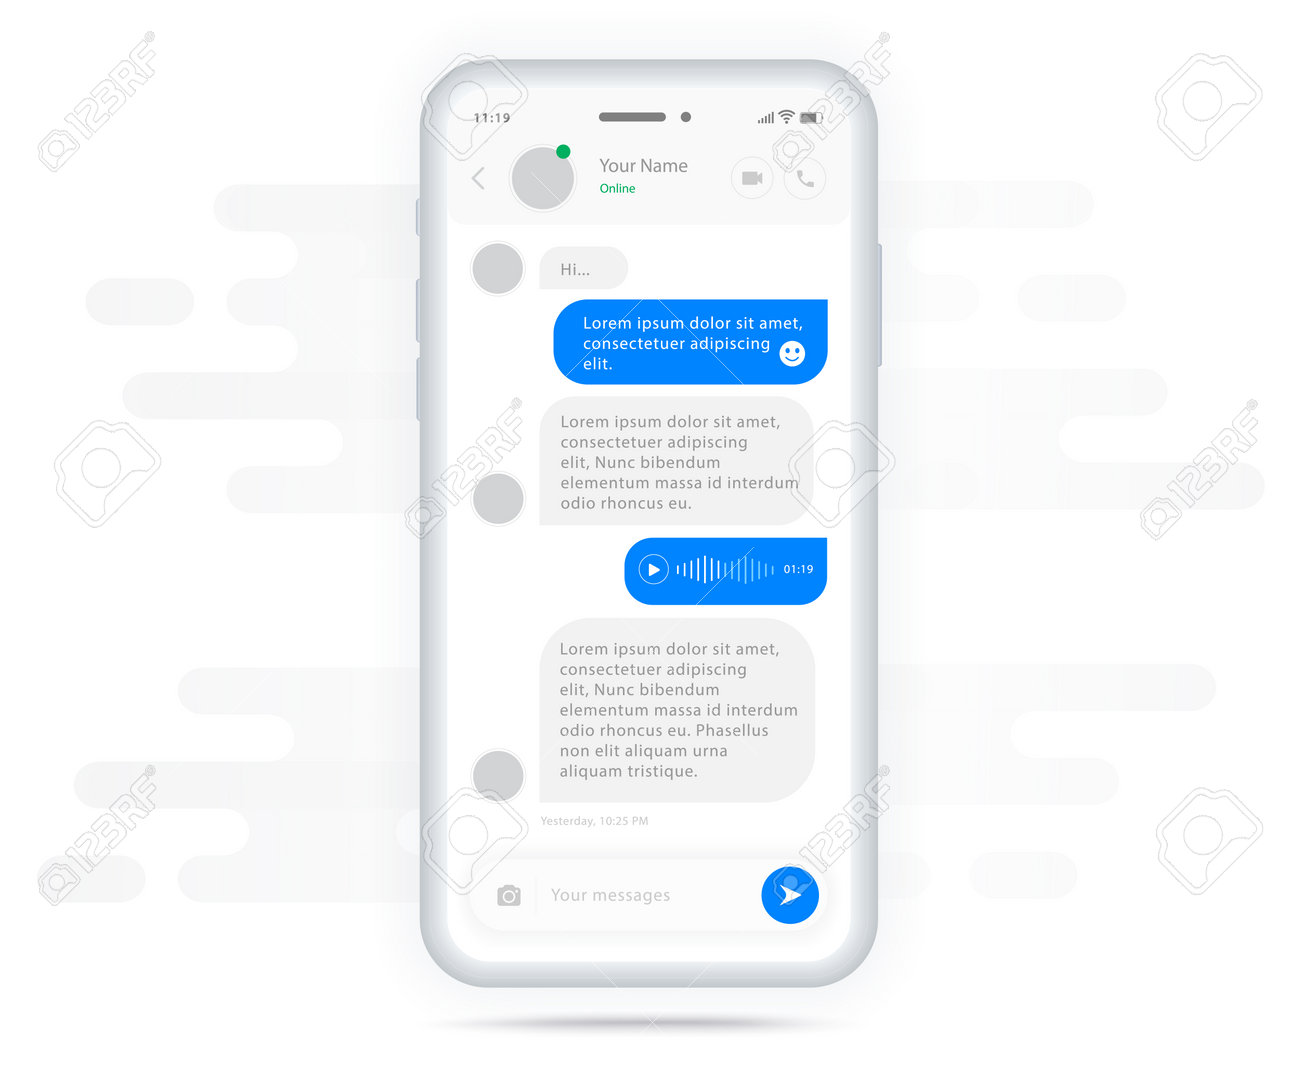 11:19
Your Name
Online
Hi...
Lorem ipsum dolor sit amet,
consectetuer adipiscing
elit.
Lorem ipsum dolor sit amet,
consectetuer adipiscing
elit, Nunc bibendum
elementum massa id interdum
odio rhoncus eu.
01:19
Lorem ipsum dolor sit amet,
consectetuer adipiscing
elit, Nunc bibendum
elementum massa id interdum
odio rhoncus eu. Phasellus
non elit aliquam urna
aliquam tristique.
Yesterday, 10:25 PM
Your messages
123RF
123RF
123RF
123RF
123RF
123RF